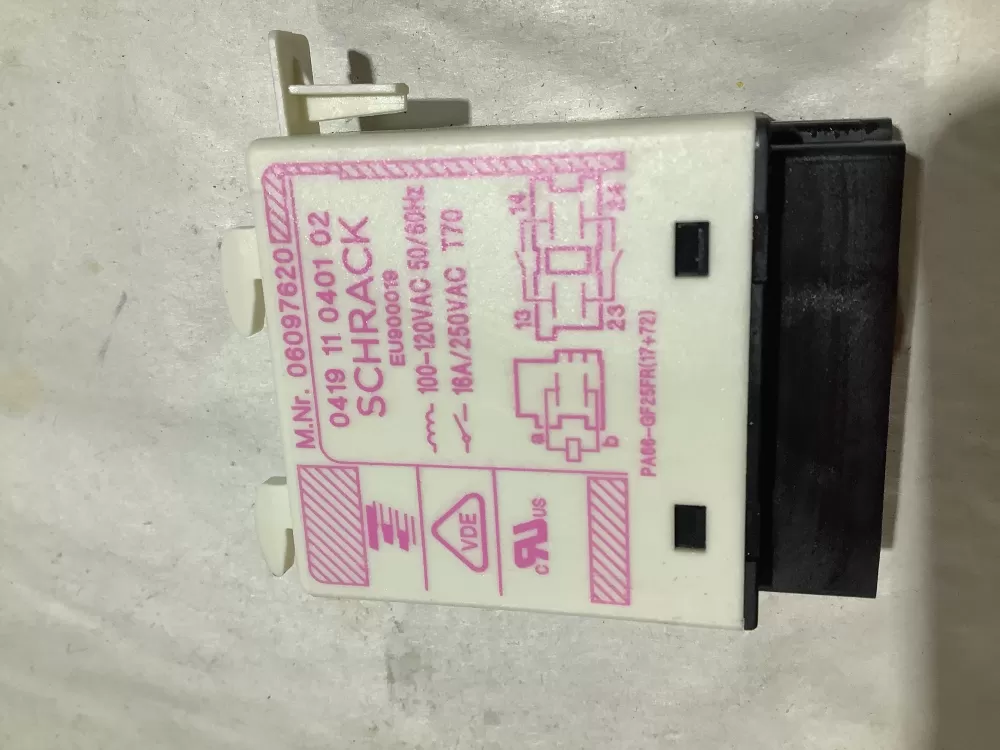 M.Nr. 06097620
0419 11 0401 02
SCHRACK
EU900019
100-120VAC 50/60Hz
16A/250VAC T70
13 14
23 24
a
b
VDE
c RU US
PA66-GF25FR(17+72)